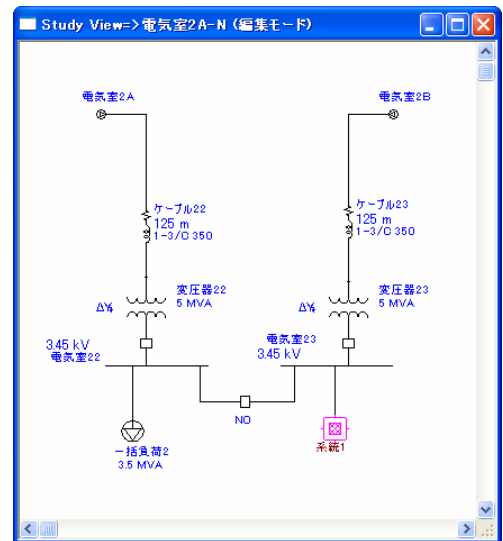 Study View=>電気室2A-N (編集モード)
電気室2A
電気室2B
ケーブル22
125 m
1-3/C 350
ケーブル23
125 m
1-3/C 350
変圧器22
5 MVA
変圧器23
5 MVA
3.45 kV
電気室22
電気室23
3.45 kV
NO
一括負荷2
3.5 MVA
系統1